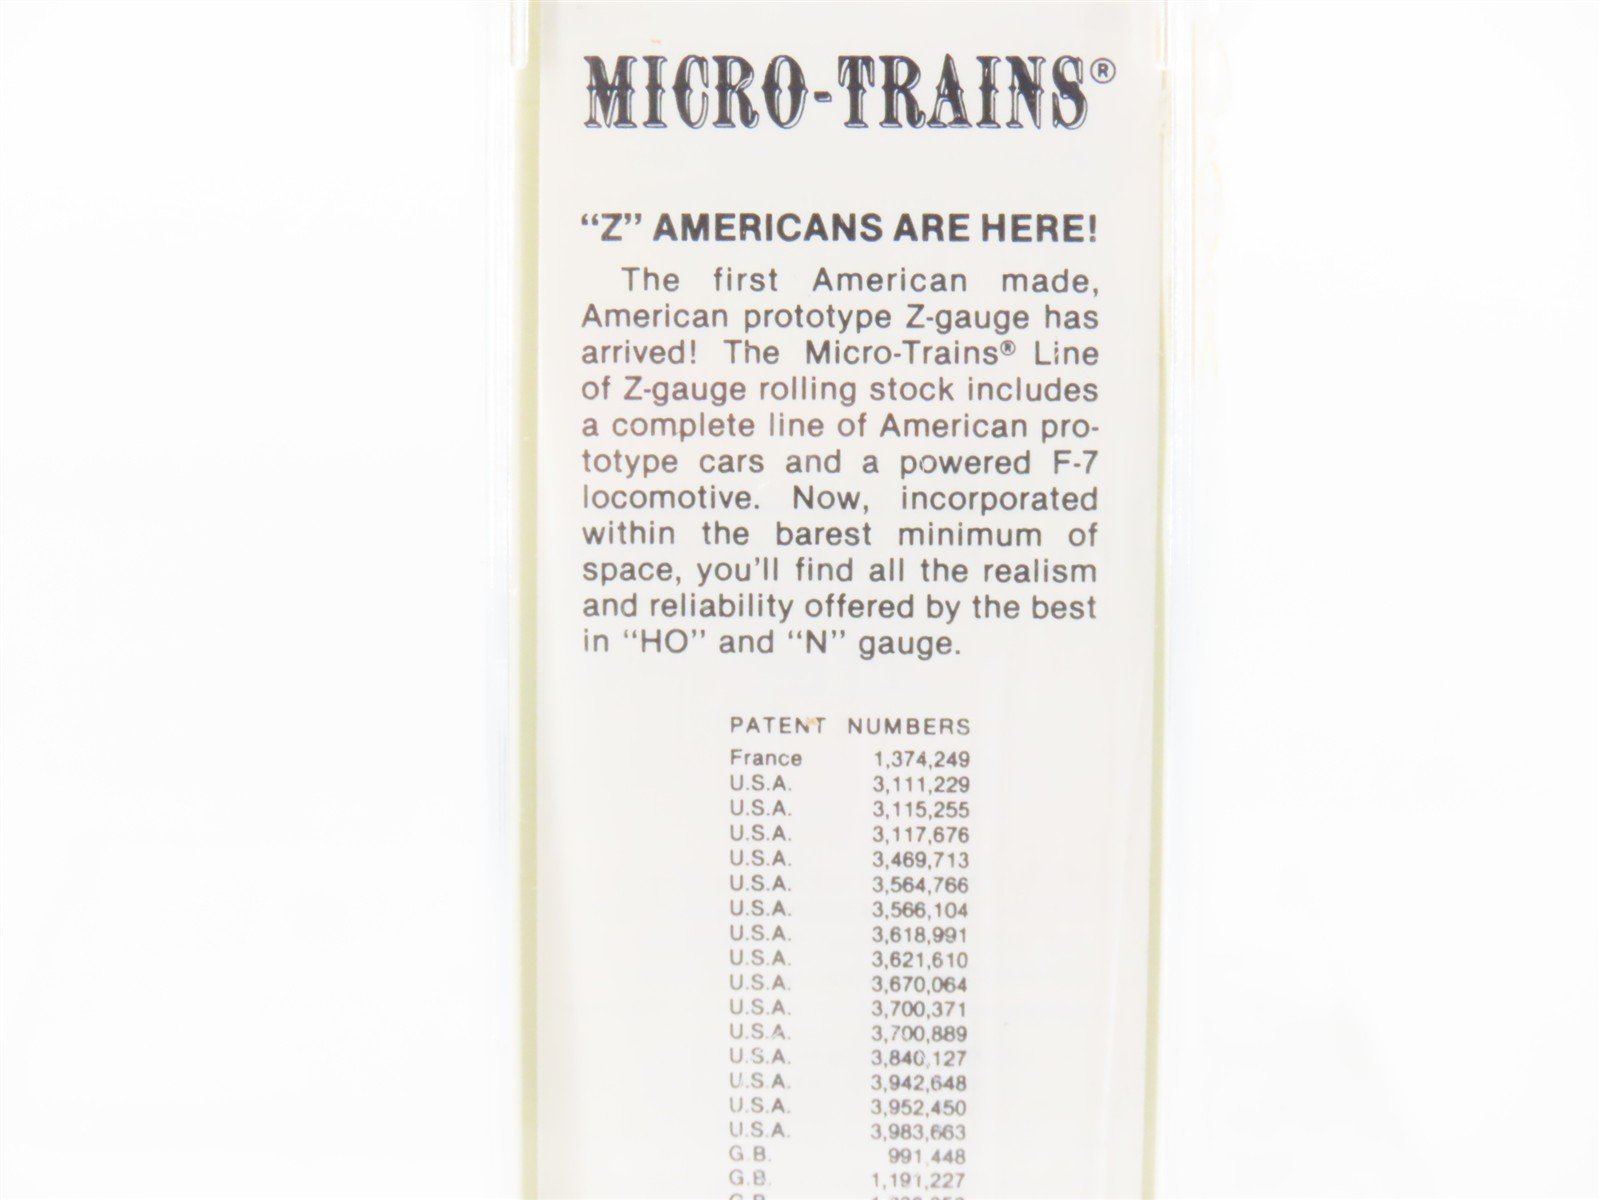 MICRO-TRAINS®
“Z” AMERICANS ARE HERE!
The first American made,
American prototype Z-gauge has
arrived! The Micro-Trains® Line
of Z-gauge rolling stock includes
a complete line of American pro-
totype cars and a powered F-7
locomotive. Now, incorporated
within the barest minimum of
space, you'll find all the realism
and reliability offered by the best
in “HO” and “N” gauge.
PATENT NUMBERS
France 1,374,249
U.S.A. 3,111,229
U.S.A. 3,115,255
U.S.A. 3,117,676
U.S.A. 3,469,713
U.S.A. 3,564,766
U.S.A. 3,566,104
U.S.A. 3,618,991
U.S.A. 3,621,610
U.S.A. 3,670,064
U.S.A. 3,700,371
U.S.A. 3,700,889
U.S.A. 3,840,127
U.S.A. 3,942,648
U.S.A. 3,952,450
U.S.A. 3,983,663
G.B. 991,448
G.B. 1,191,227
G.B.